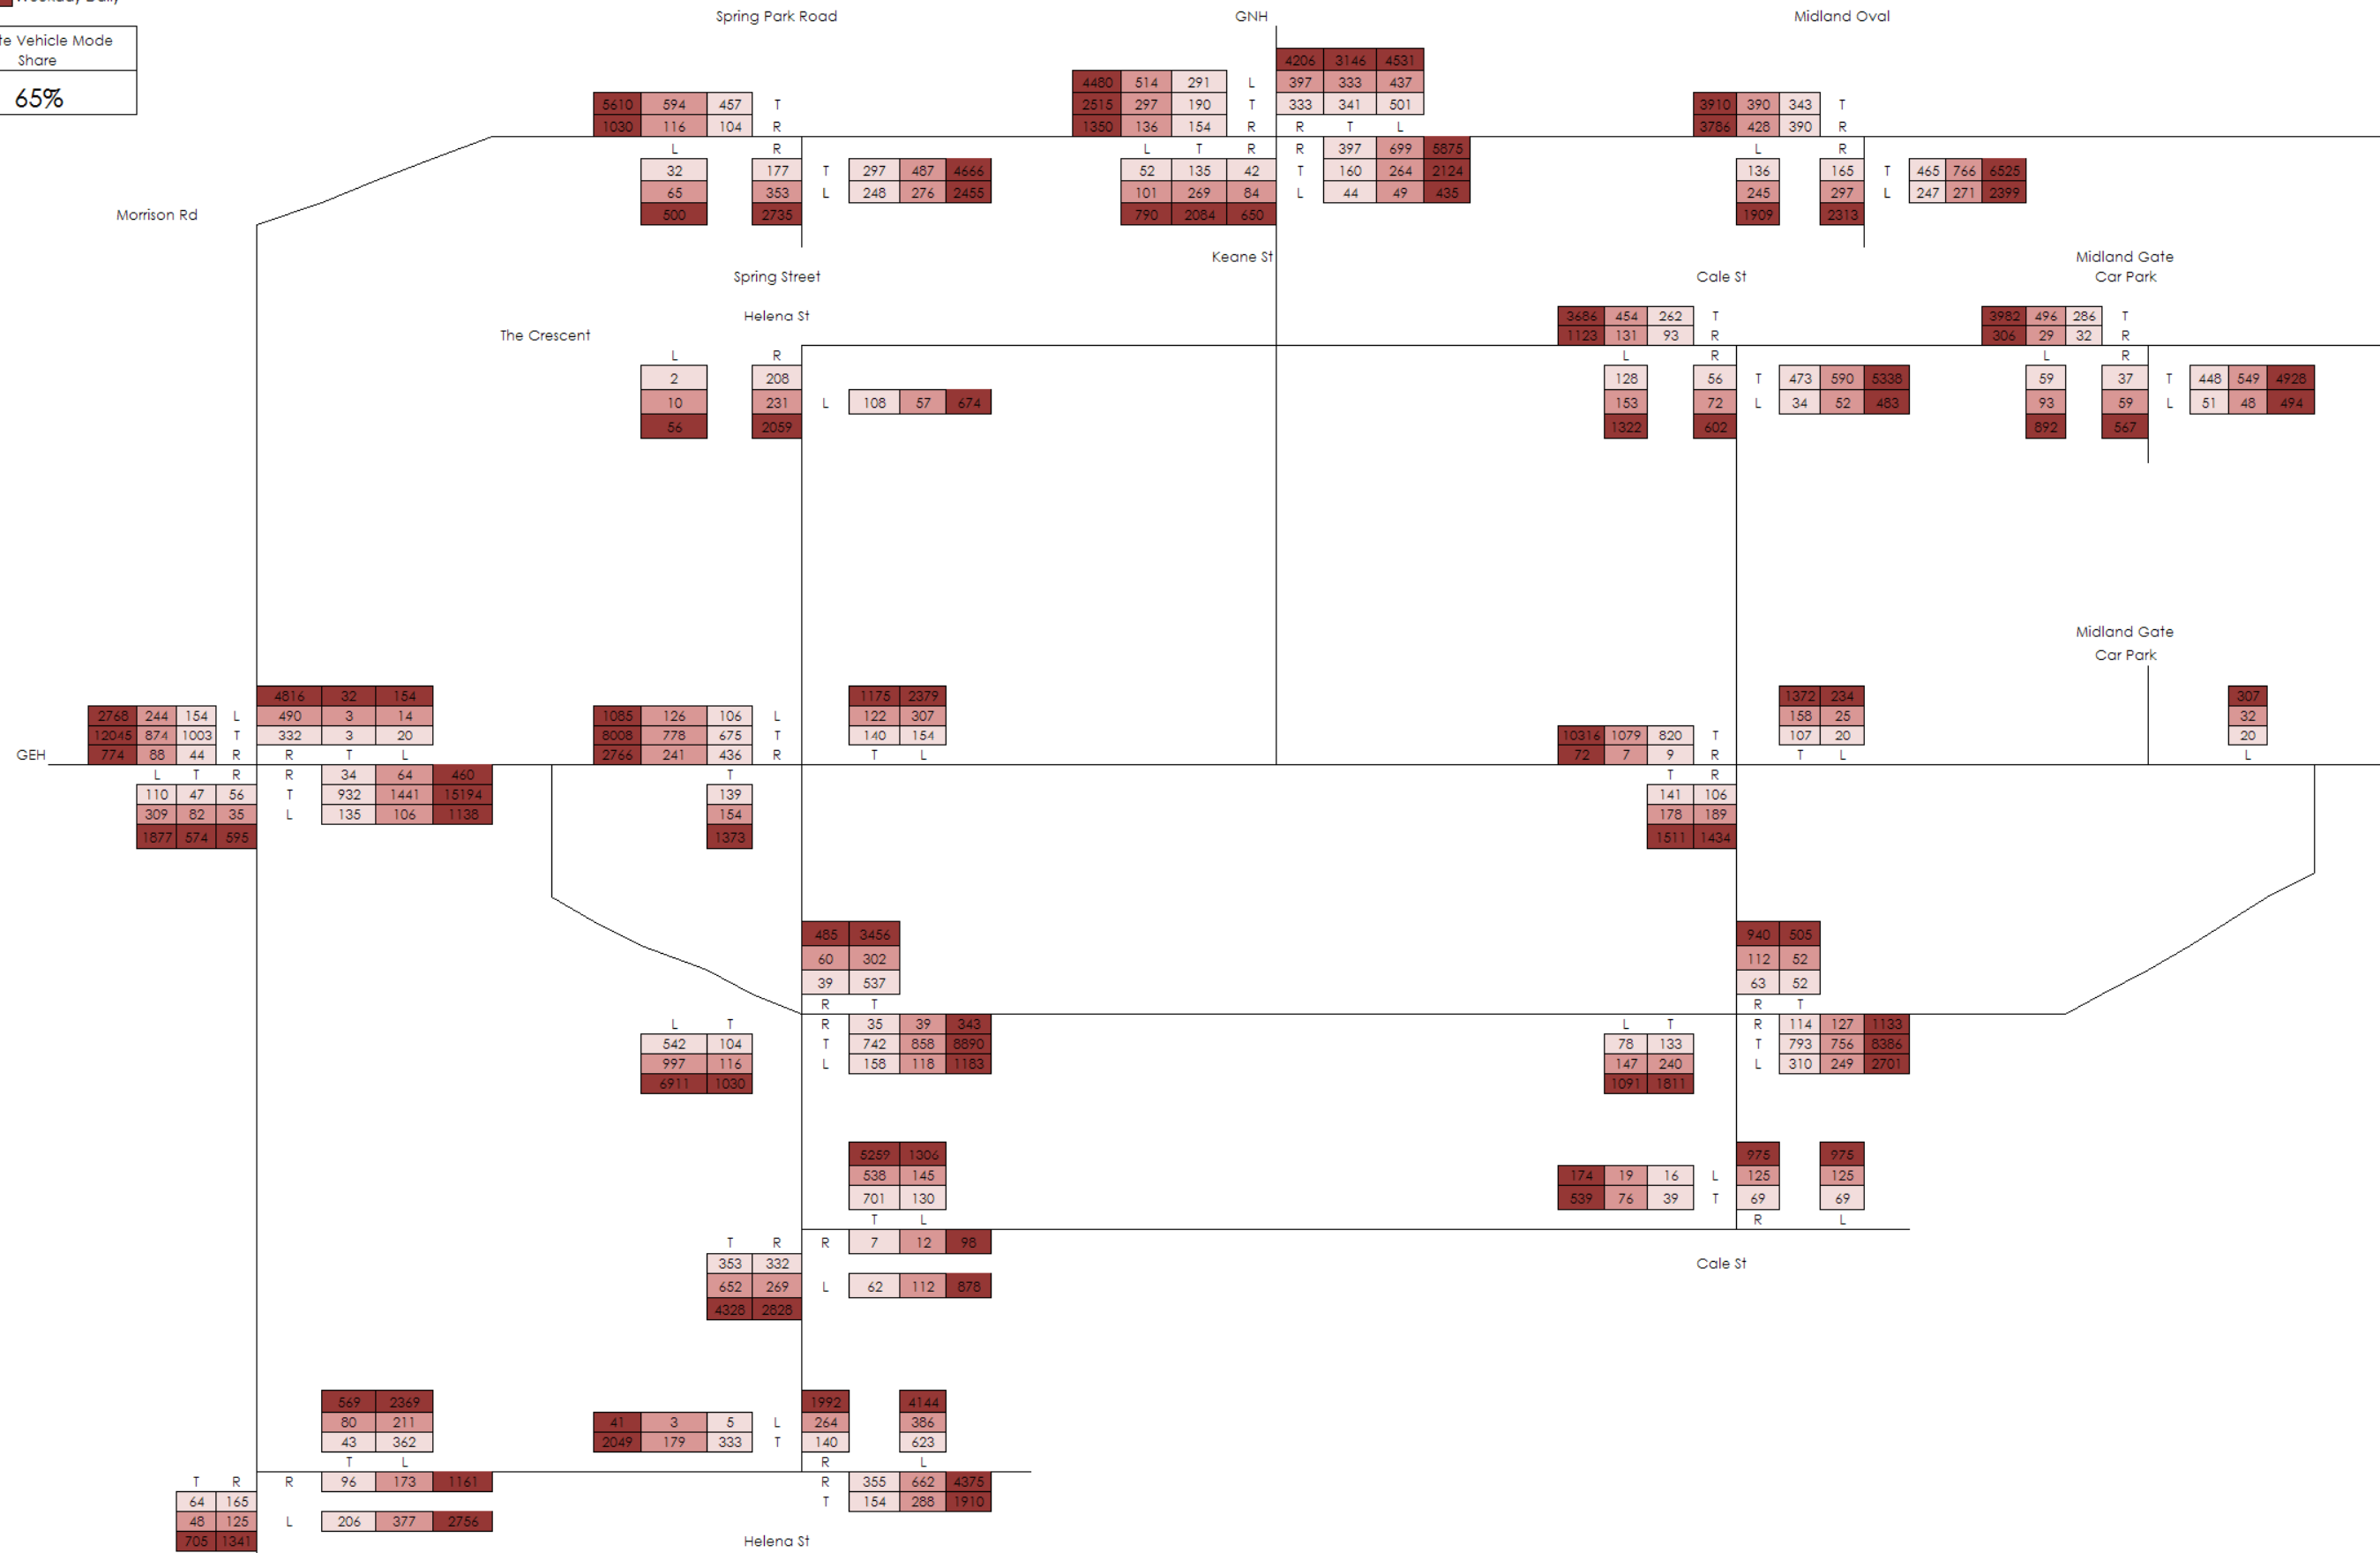 Weekday Daily
Spring Park Road GNH Midland Oval
te Vehicle Mode
Share
65%
4206 3146 4531
4480 514 291 L 397 333 437
5610 594 457 T 2515 297 190 T 333 341 501 3910 390 343 T
1030 116 104 R 1350 136 154 R R T L 3786 428 390 R
L R L T R R 397 699 5875 L R
32 177 T 297 487 4666 52 135 42 T 160 264 2124 136 165 T 465 766 6525
65 353 L 248 276 2455 101 269 84 L 44 49 435 245 297 L 247 271 2399
500 2735 790 2084 650 1909 2313
Morrison Rd
Keane St Midland Gate
Spring Street Cale St Car Park
Helena St 3686 454 262 T 3982 496 286 T
The Crescent 1123 131 93 R 306 29 32 R
L R L R L R
2 208 128 56 T 473 590 5338 59 37 T 448 549 4928
10 231 L 108 57 674 153 72 L 34 52 483 93 59 L 51 48 494
56 2059 1322 602 892 567
Midland Gate
Car Park
4816 32 154 1175 2379 1372 234 307
2768 244 154 L 490 3 14 1085 126 106 L 122 307 158 25 32
12045 874 1003 T 332 3 20 8008 778 675 T 140 154 10316 1079 820 T 107 20 20
GEH 774 88 44 R R T L 2766 241 436 R T L 72 7 9 R T L L
L T R R 34 64 460 T T R
110 47 56 T 932 1441 15194 139 141 106
309 82 35 L 135 106 1138 154 178 189
1877 574 595 1373 1511 1434
485 3456 940 505
60 302 112 52
39 537 63 52
R T R T
L T R 35 39 343 L T R 114 127 1133
542 104 T 742 858 8890 78 133 T 793 756 8386
997 116 L 158 118 1183 147 240 L 310 249 2701
6911 1030 1091 1811
5259 1306 975 975
538 145 174 19 16 L 125 125
701 130 539 76 39 T 69 69
T L R L
T R R 7 12 98
353 332 Cale St
652 269 L 62 112 878
4328 2828
569 2369 1992 4144
80 211 41 3 5 L 264 386
43 362 2049 179 333 T 140 623
T L R L
T R R 96 173 1161 R 355 662 4375
64 165 T 154 288 1910
48 125 L 206 377 2756
705 1341 Helena St